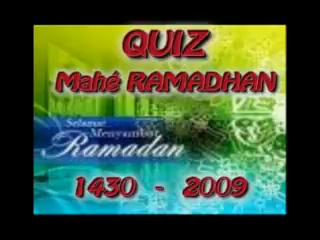 QUIZ
Mahé RAMADHAN
Selamat
Menyambut
Ramadan
1430 - 2009